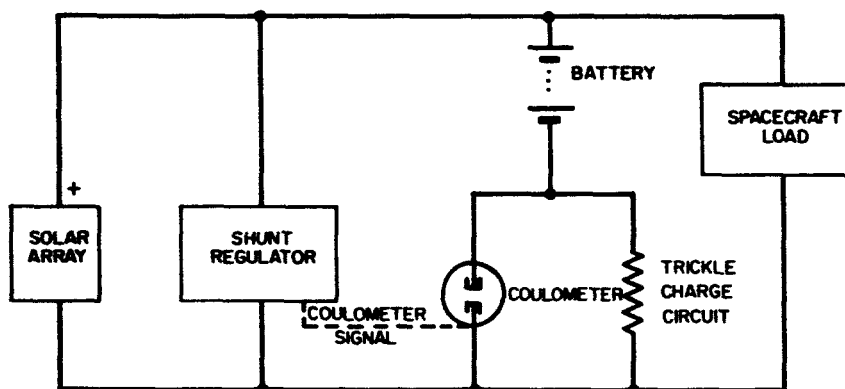 BATTERY
SPACECRAFT
LOAD
+
SOLAR
ARRAY
SHUNT
REGULATOR
COULOMETER
TRICKLE
CHARGE
CIRCUIT
COULOMETER
SIGNAL